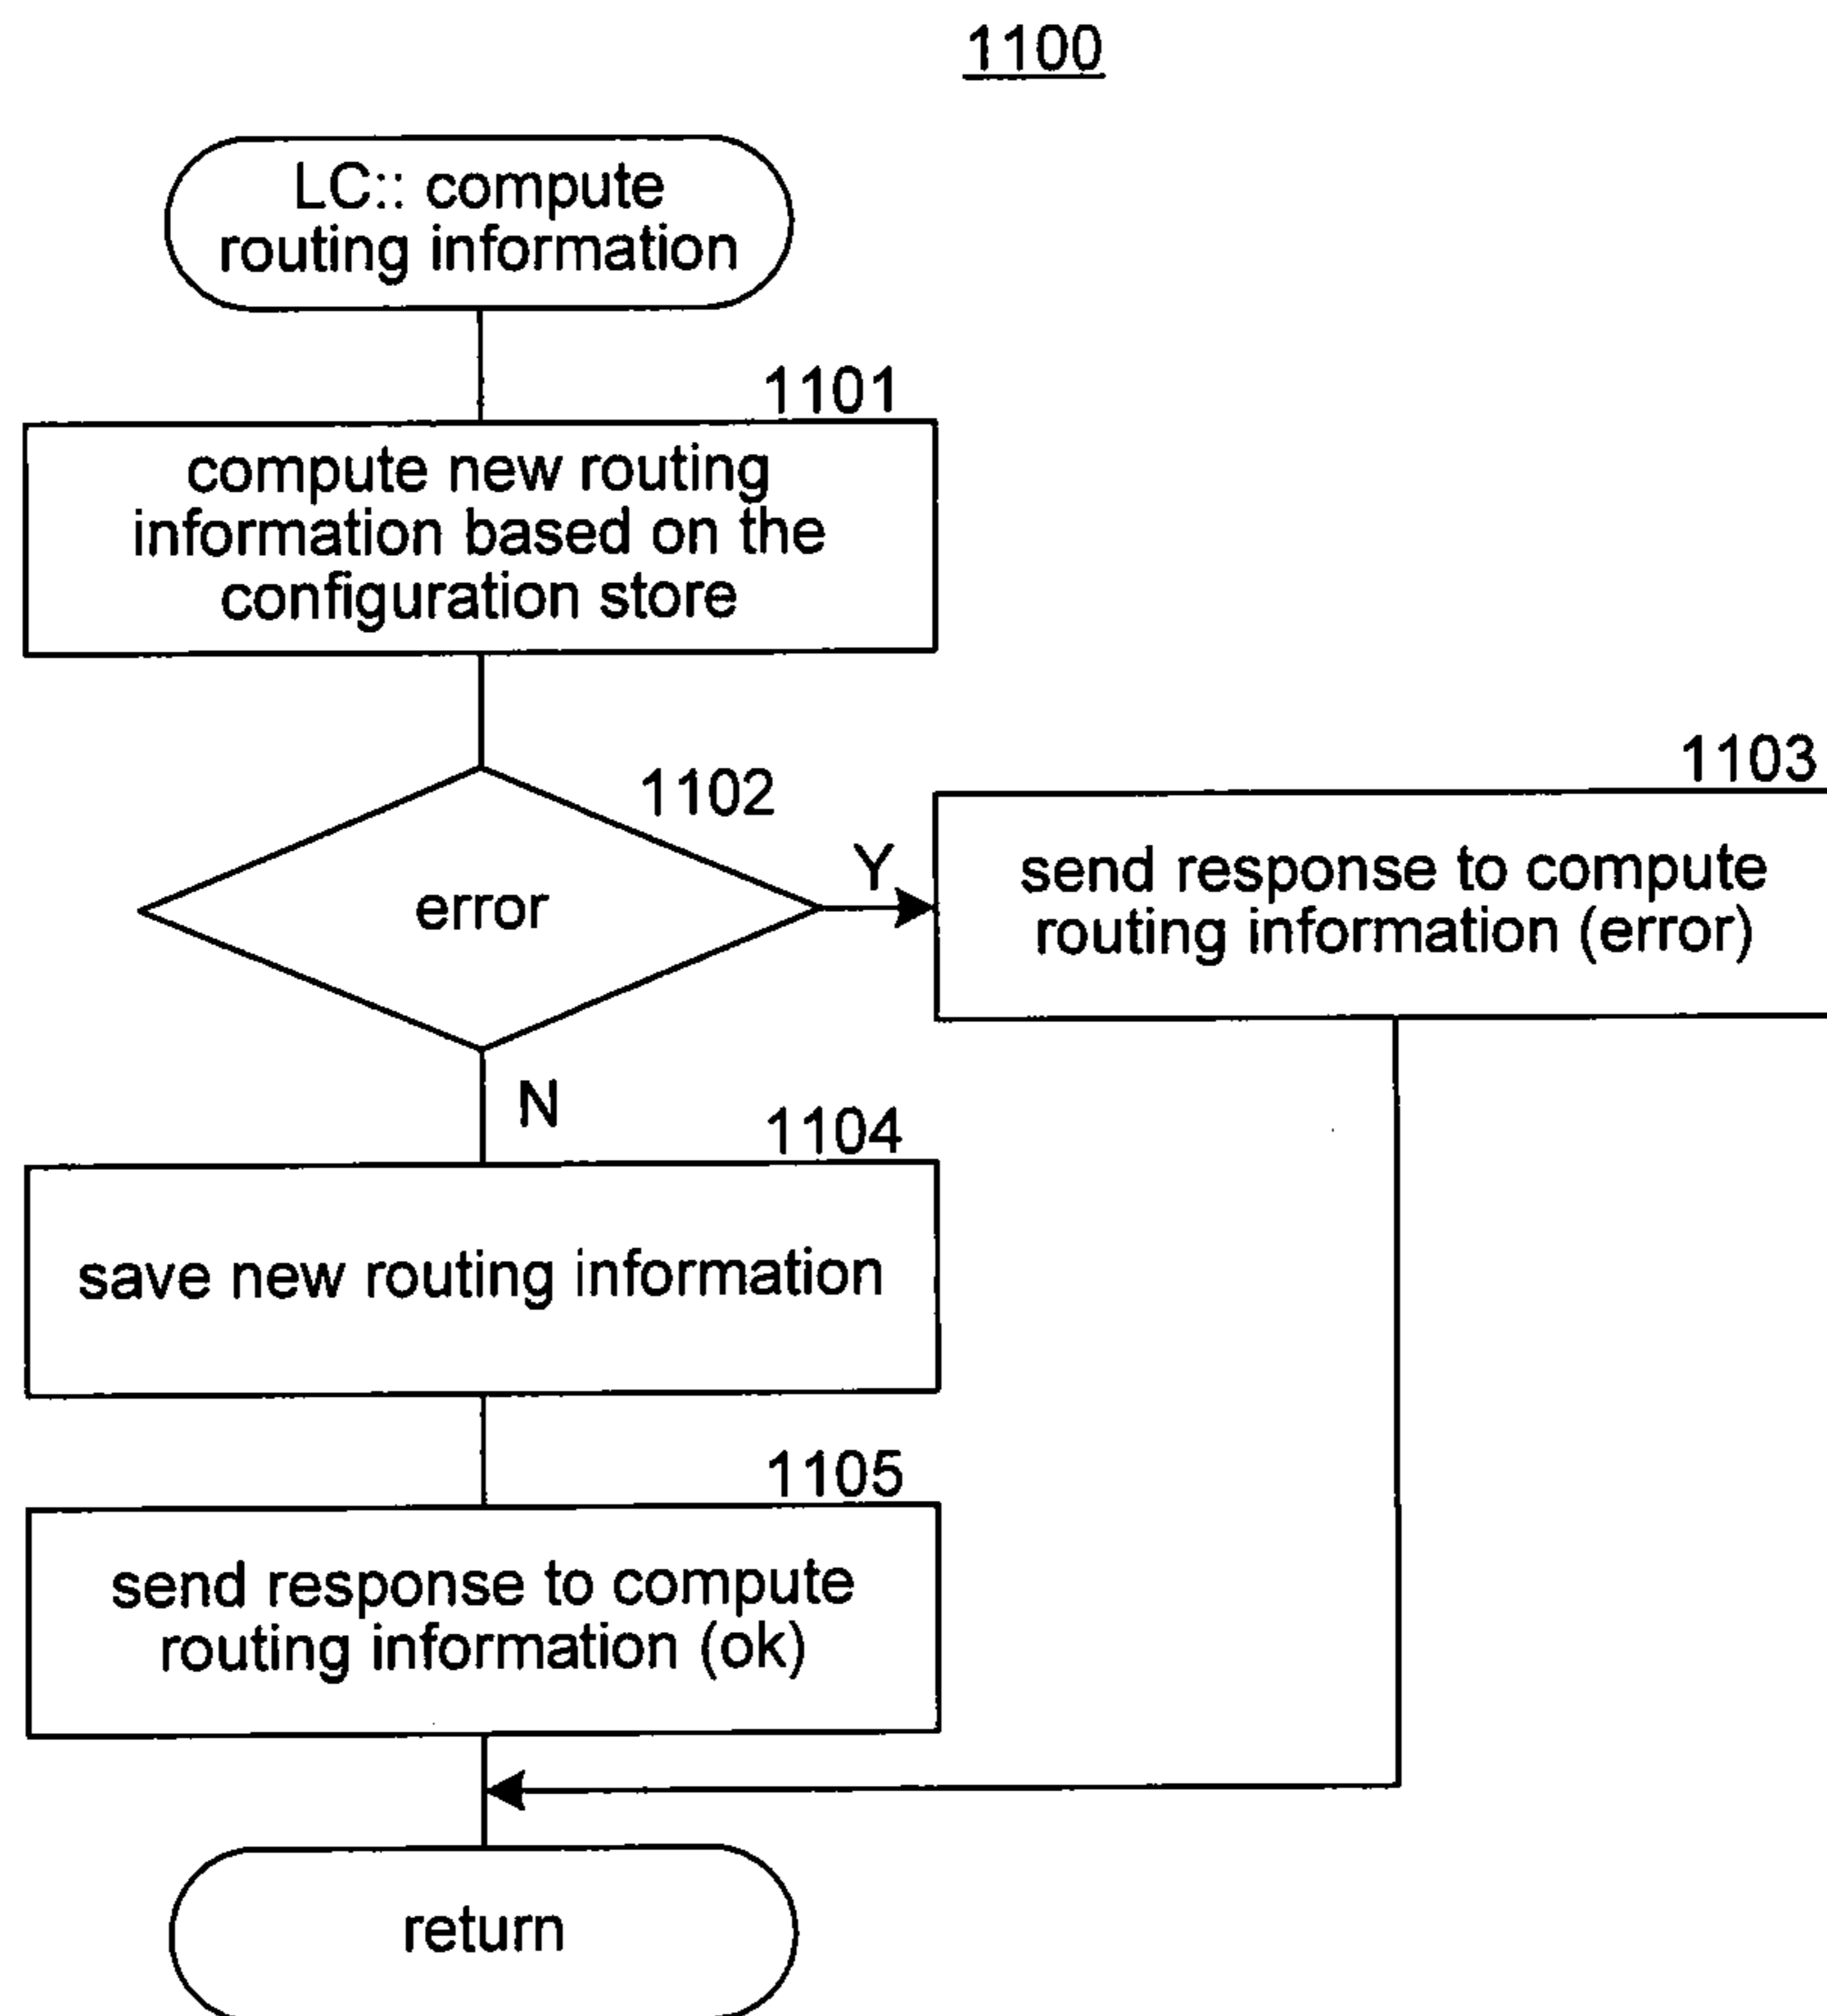 1100
LC:: compute
routing information
1101
compute new routing
information based on the
configuration store
1102
error
Y
1103
send response to compute
routing information (error)
N
1104
save new routing information
1105
send response to compute
routing information (ok)
return